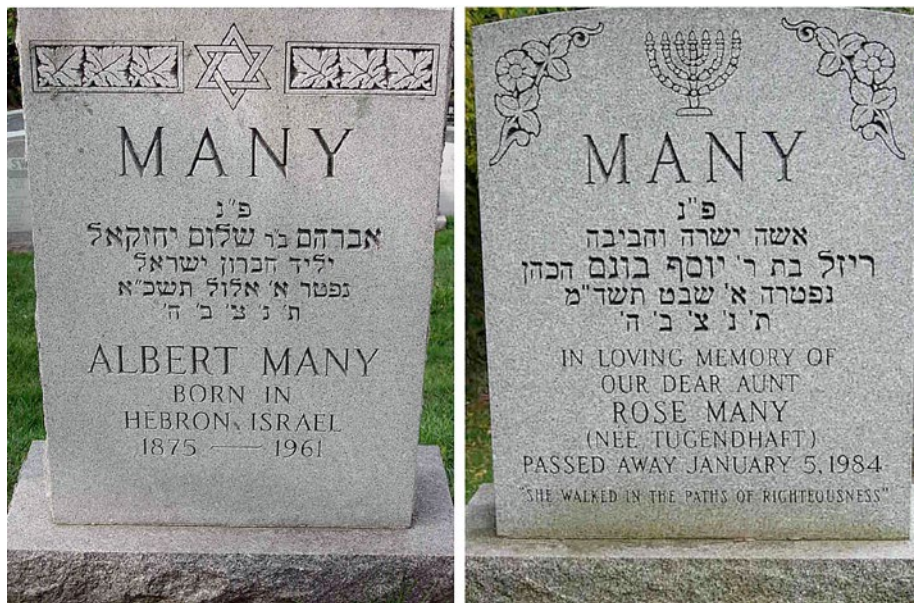 MANY
פ"נ
אברהם ב״ר שלום יחזקאל
יליד חברון ישראל
נפטר א' אלול תשכ"א
ת' נ' צ' ב' ה'
ALBERT MANY
BORN IN
HEBRON, ISRAEL
1875 — 1961
MANY
פ"נ
אשה ישרה וחביבה
ריזל בת ר' יוסף בונם הכהן
נפטרה א' שבט תשד"מ
ת' נ' צ' ב' ה'
IN LOVING MEMORY OF
OUR DEAR AUNT
ROSE MANY
(NEE TUGENDHAFT)
PASSED AWAY JANUARY 5, 1984
"SHE WALKED IN THE PATHS OF RIGHTEOUSNESS"